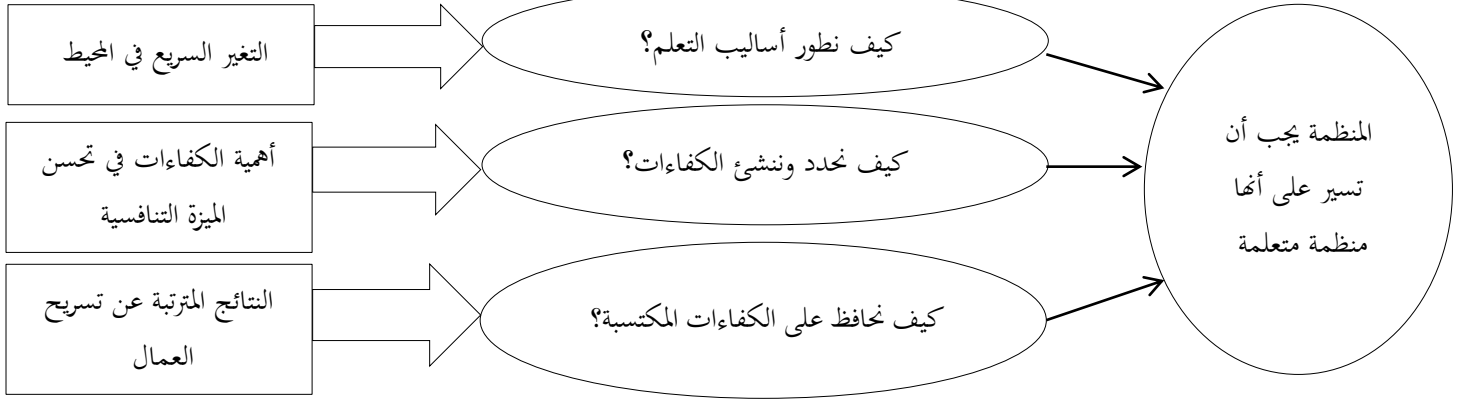 التغير السريع في المحيط
كيف نطور أساليب التعلم؟
أهمية الكفاءات في تحسن
الميزة التنافسية
كيف نحدد وننشئ الكفاءات؟
النتائج المترتبة عن تسريح
العمال
كيف نحافظ على الكفاءات المكتسبة؟
المنظمة يجب أن
تسير على أنها
منظمة متعلمة